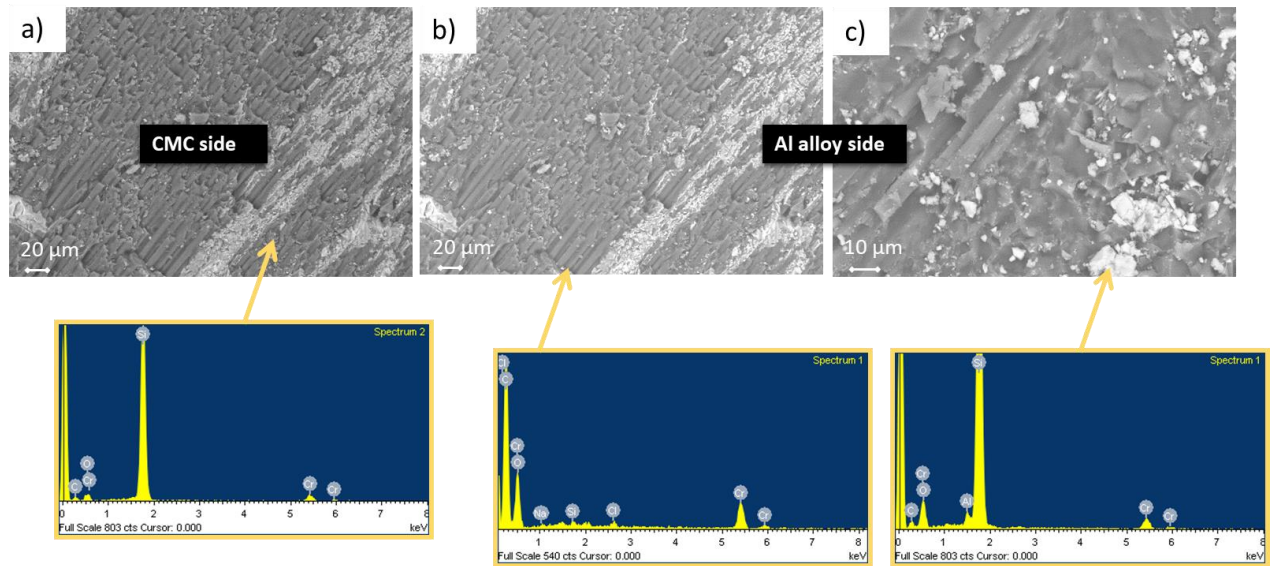 a)
b)
c)
CMC side
Al alloy side
20 μm
20 μm
10 μm
Spectrum 2
Si
O
C
Cr
Cr
Cr
0 1 2 3 4 5 6 7 8
Full Scale 803 cts Cursor: 0.000
keV
Spectrum 1
Cl
C
Cr
O
Na
Si
Cl
Cr
Cr
1 2 3 4 5 6 7 8
Full Scale 540 cts Cursor: 0.000
keV
Spectrum 1
Si
Cr
O
C
Al
Cr
Cr
0 1 2 3 4 5 6 7 8
Full Scale 803 cts Cursor: 0.000
keV